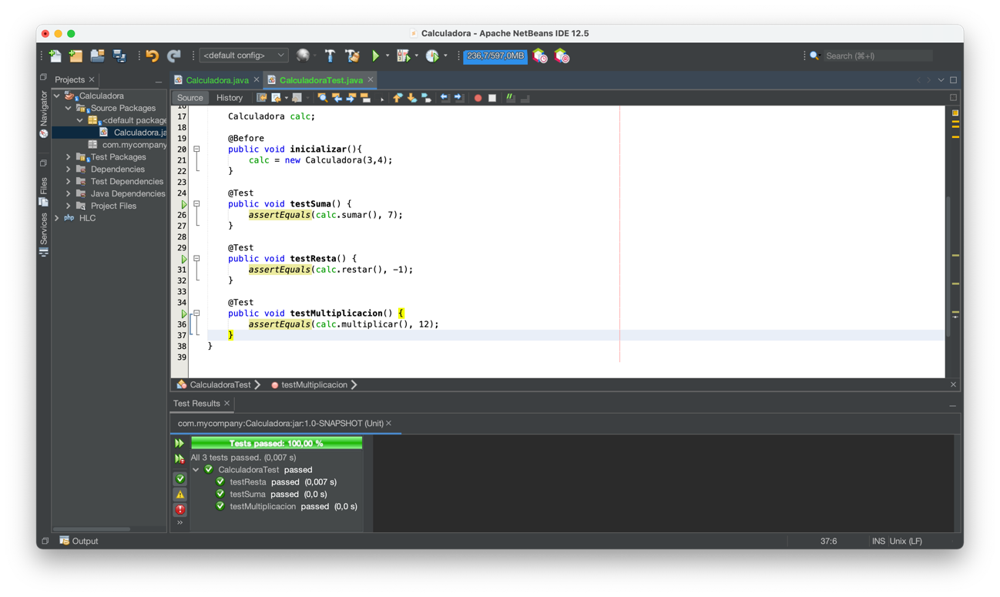 Calculadora - Apache NetBeans IDE 12.5
<default config>
236,7/597,0MB
Search (⌘+I)
Projects
Calculadora.java
CalculadoraTest.java
Navigator
Files
Services
Calculadora
Source Packages
<default package
Calculadora.ja
com.mycompany
Test Packages
Dependencies
Test Dependencies
Java Dependencies
Project Files
php HLC
Source History
17 Calculadora calc;
18
19 @Before
20 public void inicializar(){
21 calc = new Calculadora(3,4);
22 }
23
24 @Test
public void testSuma() {
26 assertEquals(calc.sumar(), 7);
27 }
28
29 @Test
public void testResta() {
31 assertEquals(calc.restar(), -1);
32 }
33
34 @Test
public void testMultiplicacion() {
36 assertEquals(calc.multiplicar(), 12);
37 }
38 }
39
CalculadoraTest testMultiplicacion
Test Results
com.mycompany:Calculadora:jar:1.0-SNAPSHOT (Unit)
Tests passed: 100,00 %
All 3 tests passed. (0,007 s)
CalculadoraTest passed
testResta passed (0,007 s)
testSuma passed (0,0 s)
testMultiplicacion passed (0,0 s)
Output
37:6
INS Unix (LF)